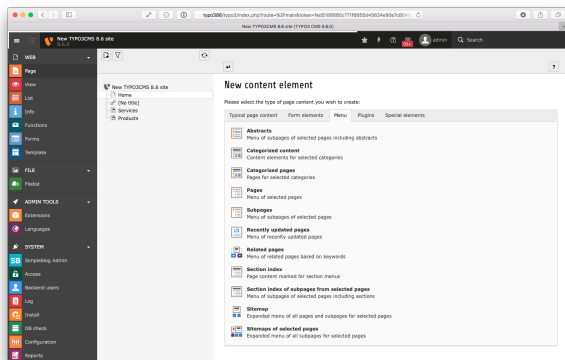 typo386/typo3/index.php?route=%2Fmain&token=fed616860c771f6665d45624a90e7c6f04
New TYPO3CMS 8.6 site [TYPO3 CMS 8.6.0]
New TYPO3CMS 8.6 site
8.6.0
99+
admin
Search
WEB
Page
View
List
Info
Functions
Forms
Template
FILE
Filelist
ADMIN TOOLS
Extensions
Languages
SYSTEM
SB Simpleblog Admin
Access
Backend users
Log
Install
DB check
Configuration
Reports
New TYPO3CMS 8.6 site
Home
[No title]
Services
Products
?
New content element
Please select the type of page content you wish to create:
Typical page content Form elements Menu Plugins Special elements
Abstracts
Menu of subpages of selected pages including abstracts
Categorized content
Content elements for selected categories
Categorized pages
Pages for selected categories
Pages
Menu of selected pages
Subpages
Menu of subpages of selected pages
Recently updated pages
Menu of recently updated pages
Related pages
Menu of related pages based on keywords
Section index
Page content marked for section menus
Section index of subpages from selected pages
Menu of subpages of selected pages including sections
Sitemap
Expanded menu of all pages and subpages for selected pages
Sitemaps of selected pages
Expanded menu of all subpages for selected pages